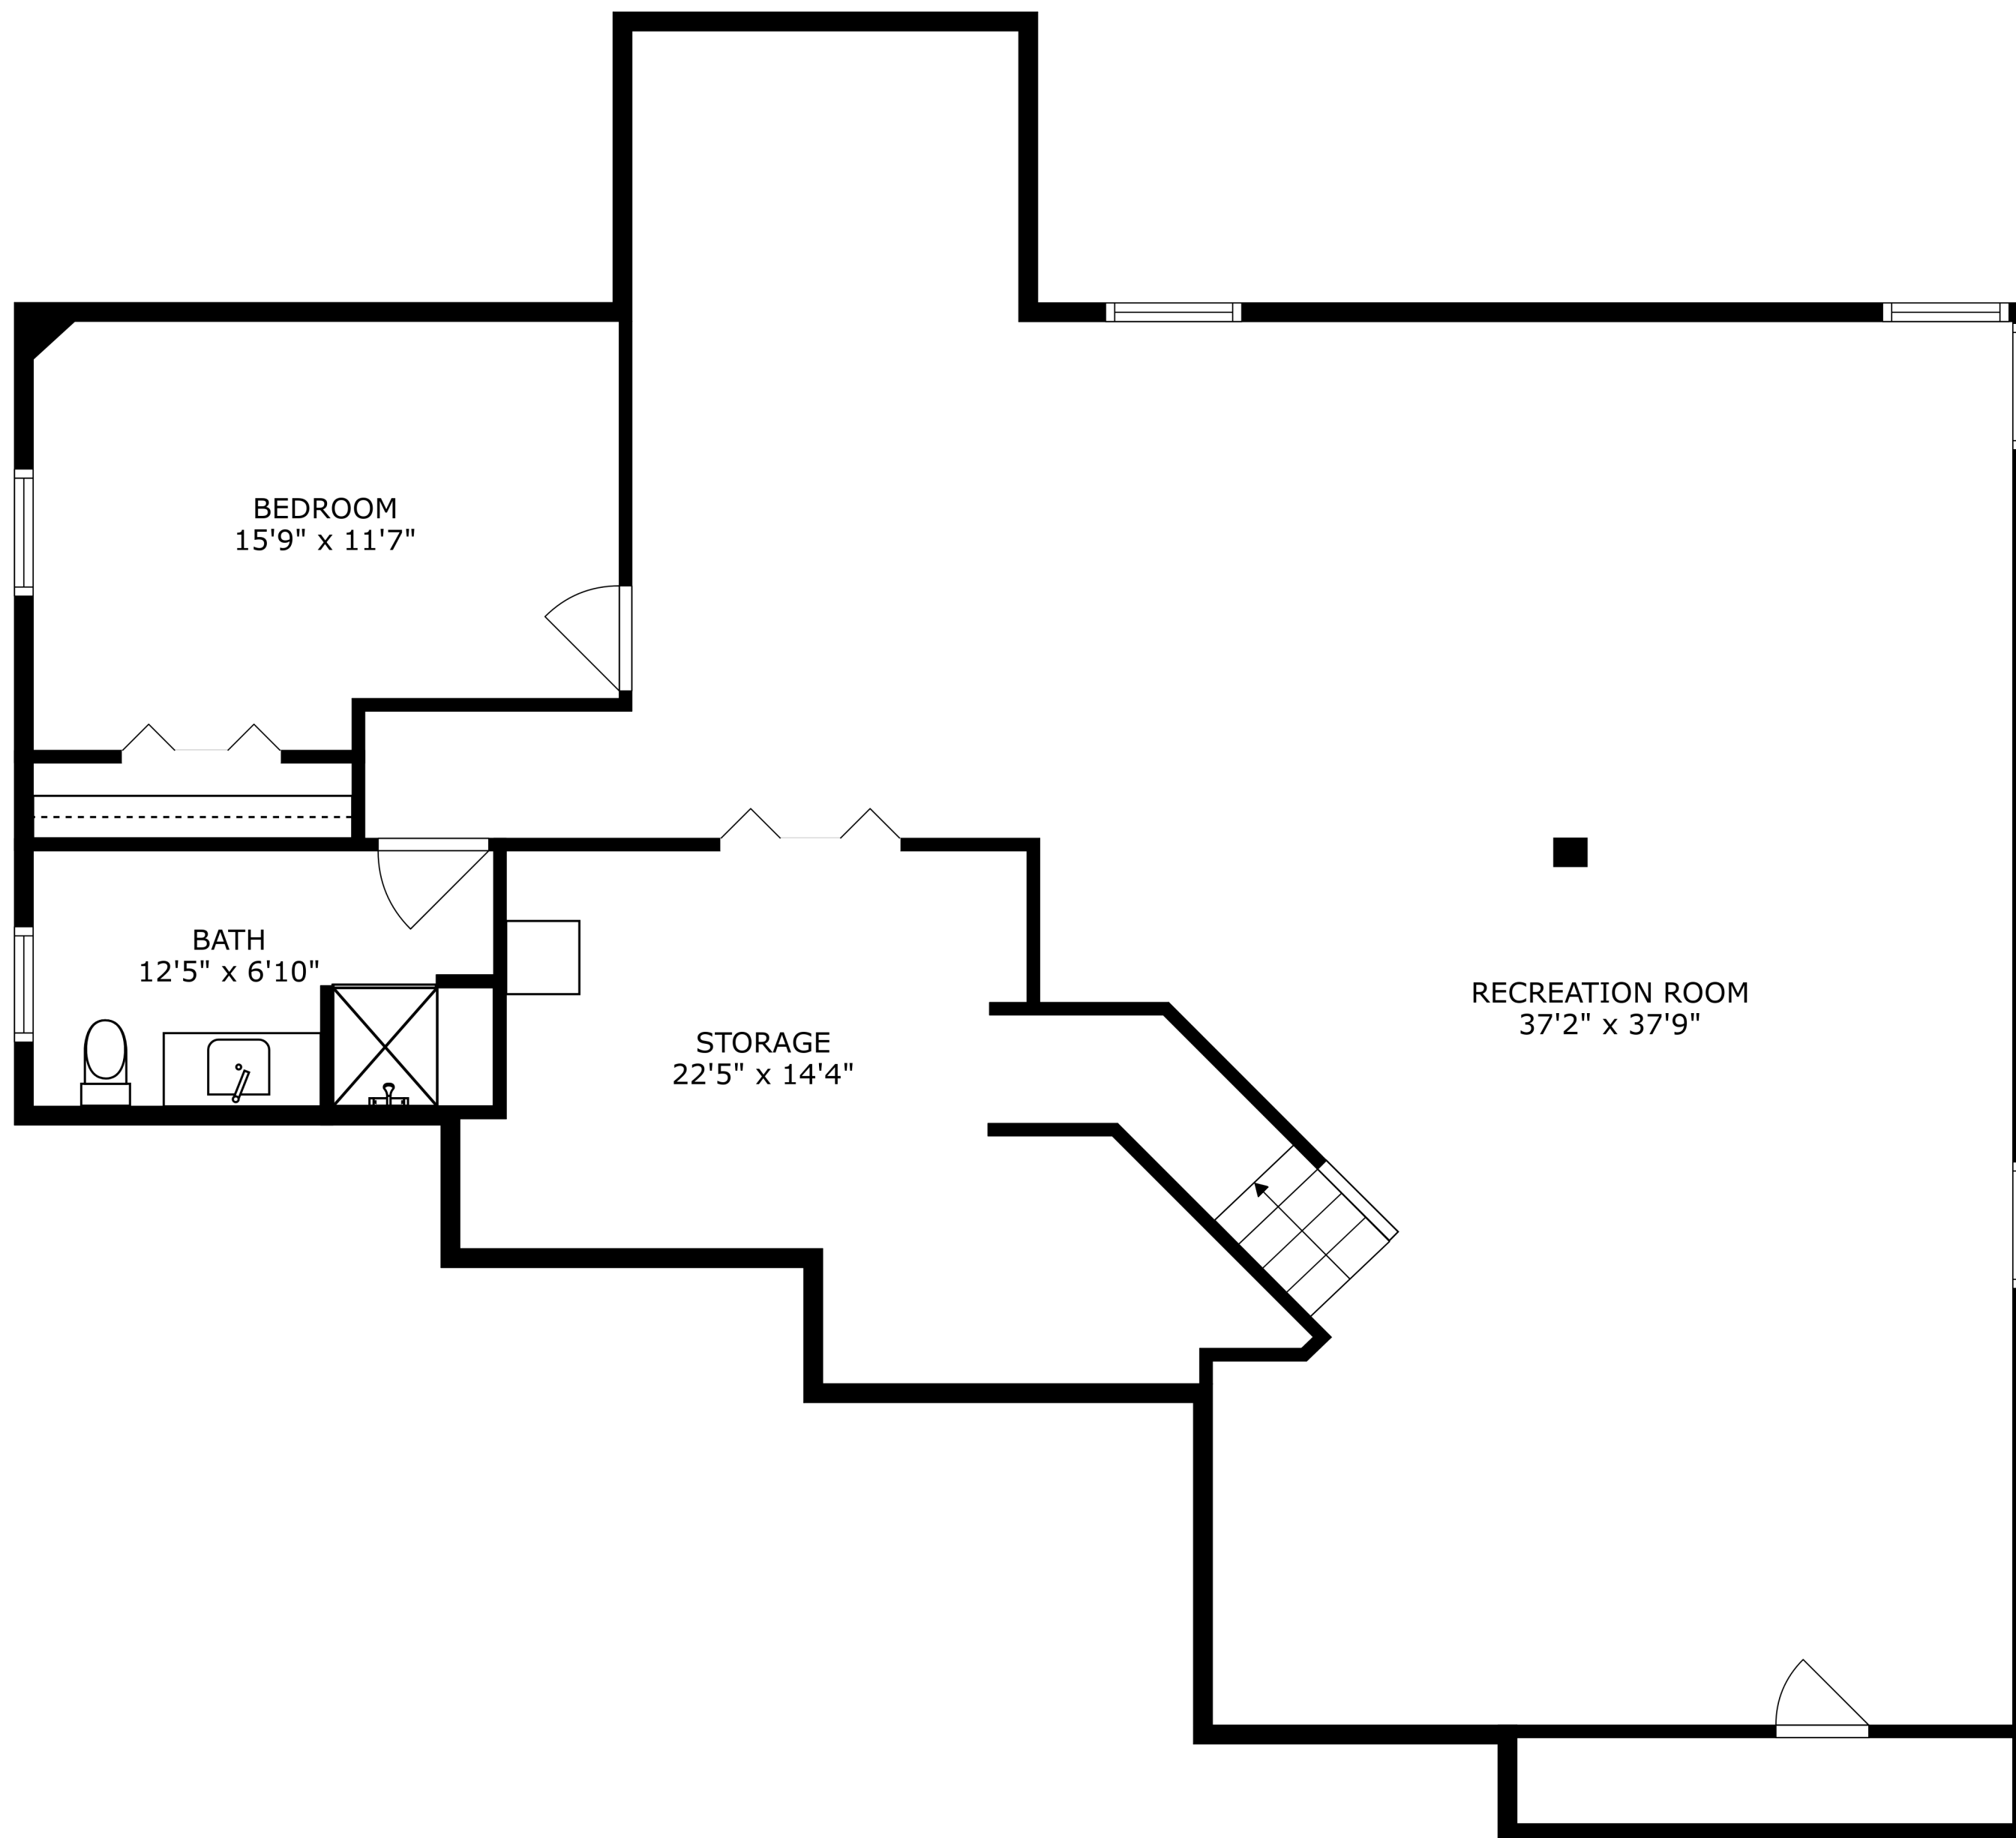 BEDROOM
15'9" x 11'7"
BATH
12'5" x 6'10"
STORAGE
22'5" x 14'4"
RECREATION ROOM
37'2" x 37'9"